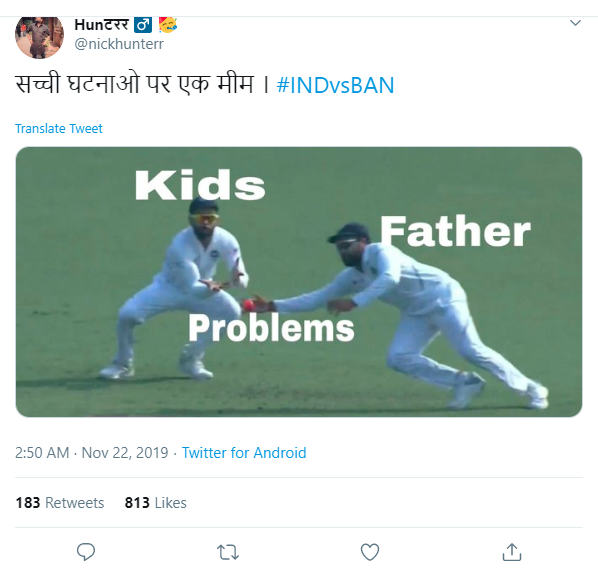 Hunटरर
@nickhunterr
सच्ची घटनाओ पर एक मीम । #INDvsBAN
Translate Tweet
Kids
Father
Problems
2:50 AM · Nov 22, 2019 · Twitter for Android
183 Retweets 813 Likes